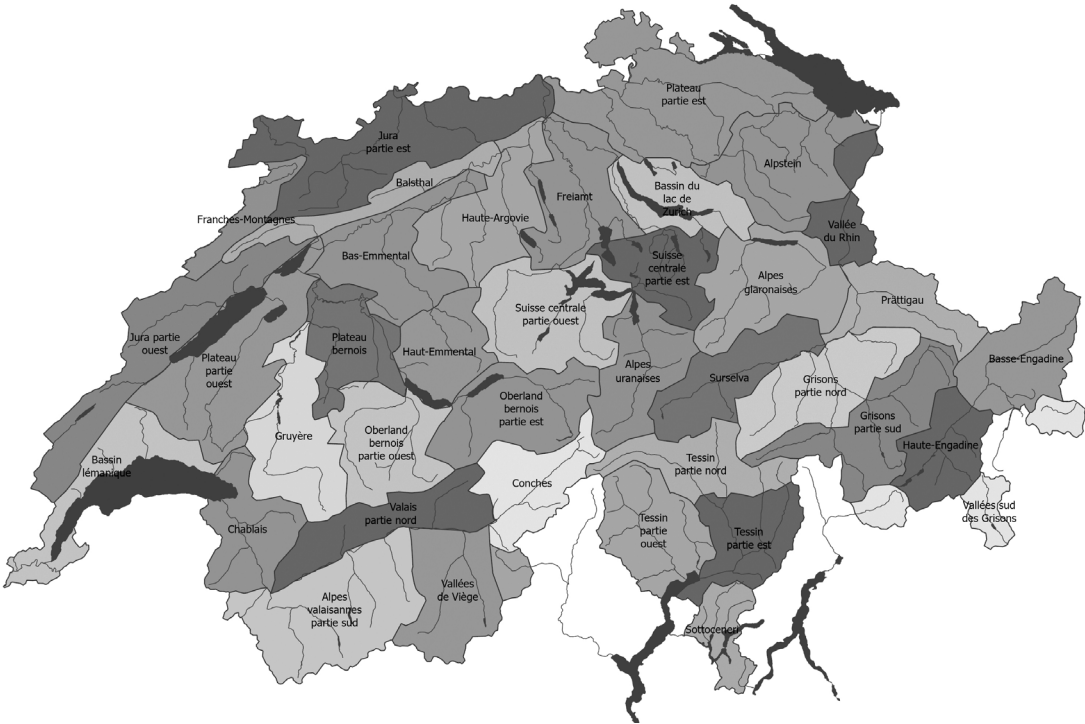 Plateau
partie est
Jura
partie est
Alpstein
Balsthal
Bassin du
lac de
Zurich
Freiamt
Franches-Montagnes
Haute-Argovie
Vallée
du Rhin
Bas-Emmental
Suisse
centrale
partie est
Alpes
glaronaises
Prättigau
Suisse centrale
partie ouest
Jura partie
ouest
Plateau
bernois
Haut-Emmental
Plateau
partie
ouest
Basse-Engadine
Alpes
uranaises
Surselva
Grisons
partie nord
Oberland
bernois
partie est
Grisons
partie sud
Gruyère
Oberland
bernois
partie ouest
Haute-Engadine
Bassin
lémanique
Tessin
partie nord
Conches
Valais
partie nord
Vallées sud
des Grisons
Chablais
Tessin
partie
ouest
Tessin
partie est
Vallées
de Viège
Alpes
valaisannes
partie sud
Sottoceneri